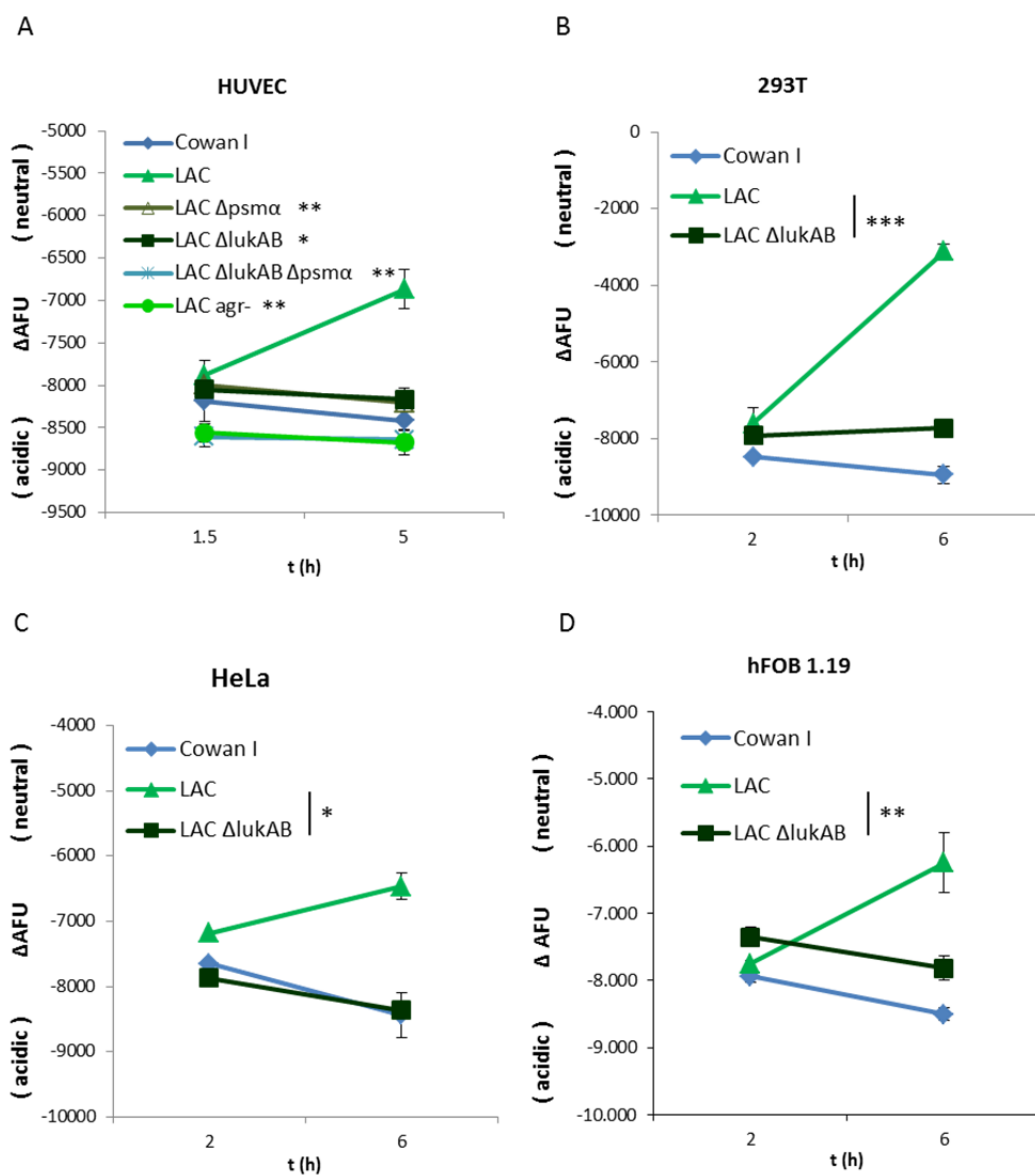 A
HUVEC
-5000
-5500
-6000
-6500
-7000
-7500
-8000
-8500
-9000
-9500
( neutral )
ΔAFU
( acidic )
Cowan I
LAC
LAC Δpsmα **
LAC ΔlukAB *
LAC ΔlukAB Δpsmα **
LAC agr- **
1.5 5
t (h)
B
293T
0
-2000
-4000
-6000
-8000
-10000
( neutral )
ΔAFU
( acidic )
Cowan I
LAC
LAC ΔlukAB
***
2 6
t (h)
C
HeLa
-4000
-5000
-6000
-7000
-8000
-9000
-10000
( neutral )
ΔAFU
( acidic )
Cowan I
LAC
LAC ΔlukAB
*
2 6
t (h)
D
hFOB 1.19
-4.000
-5.000
-6.000
-7.000
-8.000
-9.000
-10.000
( neutral )
Δ AFU
( acidic )
Cowan I
LAC
LAC ΔlukAB
**
2 6
t (h)